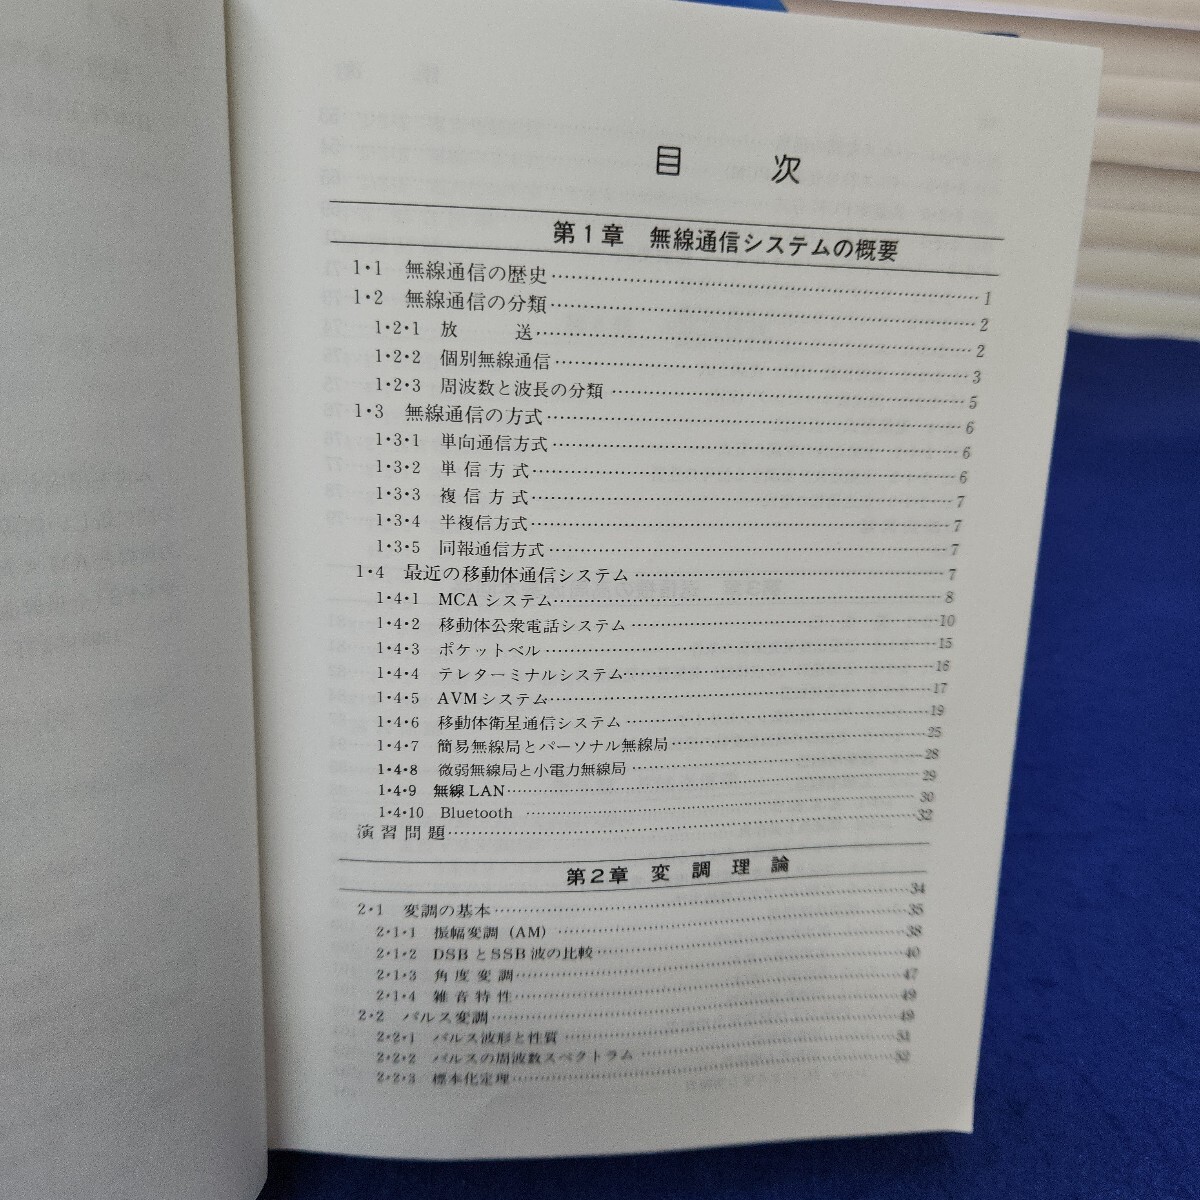 目 次
第1章 無線通信システムの概要
1・1 無線通信の歴史……1
1・2 無線通信の分類……2
1・2・1 放 送……2
1・2・2 個別無線通信……3
1・2・3 周波数と波長の分類……5
1・3 無線通信の方式……6
1・3・1 単向通信方式……6
1・3・2 単信方式……6
1・3・3 複信方式……7
1・3・4 半複信方式……7
1・3・5 同報通信方式……7
1・4 最近の移動体通信システム……7
1・4・1 MCA システム……8
1・4・2 移動体公衆電話システム……10
1・4・3 ポケットベル……15
1・4・4 テレターミナルシステム……16
1・4・5 AVMシステム……17
1・4・6 移動体衛星通信システム……19
1・4・7 簡易無線局とパーソナル無線局……25
1・4・8 微弱無線局と小電力無線局……28
1・4・9 無線 LAN……29
1・4・10 Bluetooth……30
演習問題……32
第2章 変調理論
2・1 変調の基本……34
2・1・1 振幅変調 (AM)……35
2・1・2 DSB と SSB 波の比較……38
2・1・3 角度変調……40
2・1・4 雑音特性……47
2・2 パルス変調……49
2・2・1 パルス波形と性質……49
2・2・2 パルスの周波数スペクトラム……51
2・2・3 標本化定理……52